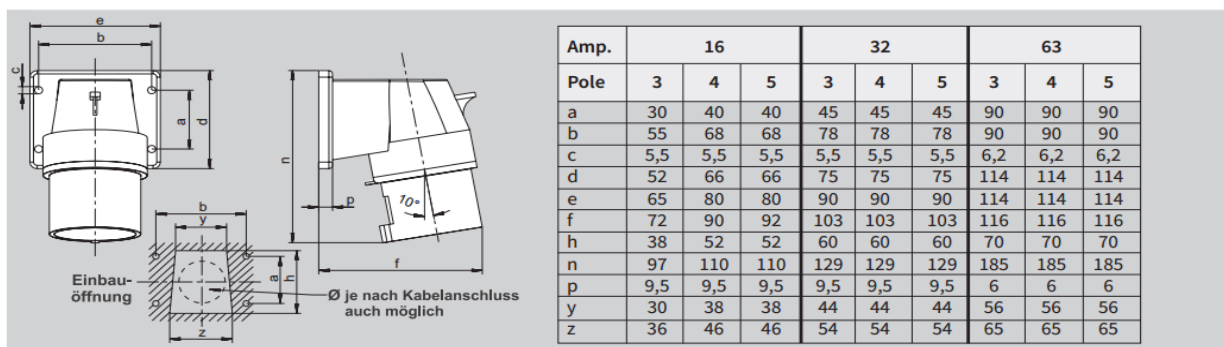 e
b
c
a
d
n
p
10°
f
b
y
a
h
z
Einbau-
öffnung
Ø je nach Kabelanschluss
auch möglich
Amp. 16 32 63
Pole 3 4 5 3 4 5 3 4 5
a 30 40 40 45 45 45 90 90 90
b 55 68 68 78 78 78 90 90 90
c 5,5 5,5 5,5 5,5 5,5 5,5 6,2 6,2 6,2
d 52 66 66 75 75 75 114 114 114
e 65 80 80 90 90 90 114 114 114
f 72 90 92 103 103 103 116 116 116
h 38 52 52 60 60 60 70 70 70
n 97 110 110 129 129 129 185 185 185
p 9,5 9,5 9,5 9,5 9,5 9,5 6 6 6
y 30 38 38 44 44 44 56 56 56
z 36 46 46 54 54 54 65 65 65